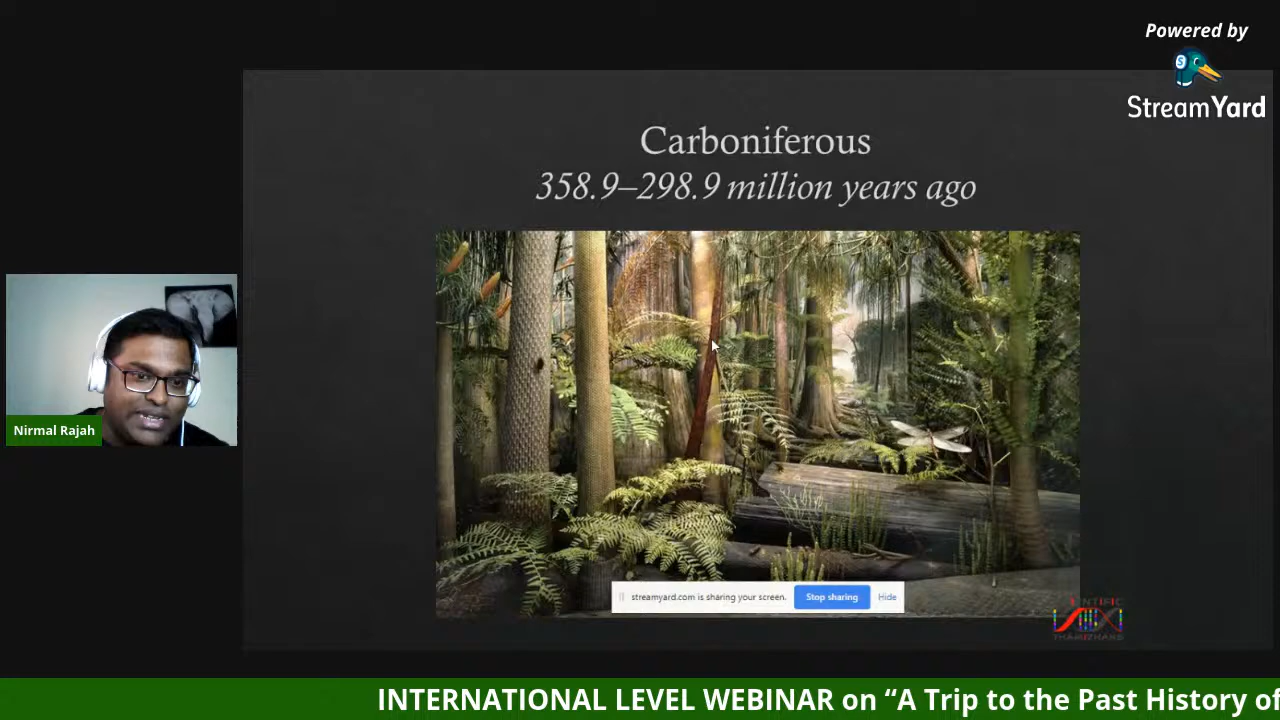 Powered by
StreamYard
Carboniferous
358.9–298.9 million years ago
Nirmal Rajah
streamyard.com is sharing your screen.
Stop sharing
Hide
THAMIZHANS
INTERNATIONAL LEVEL WEBINAR on “A Trip to the Past History of